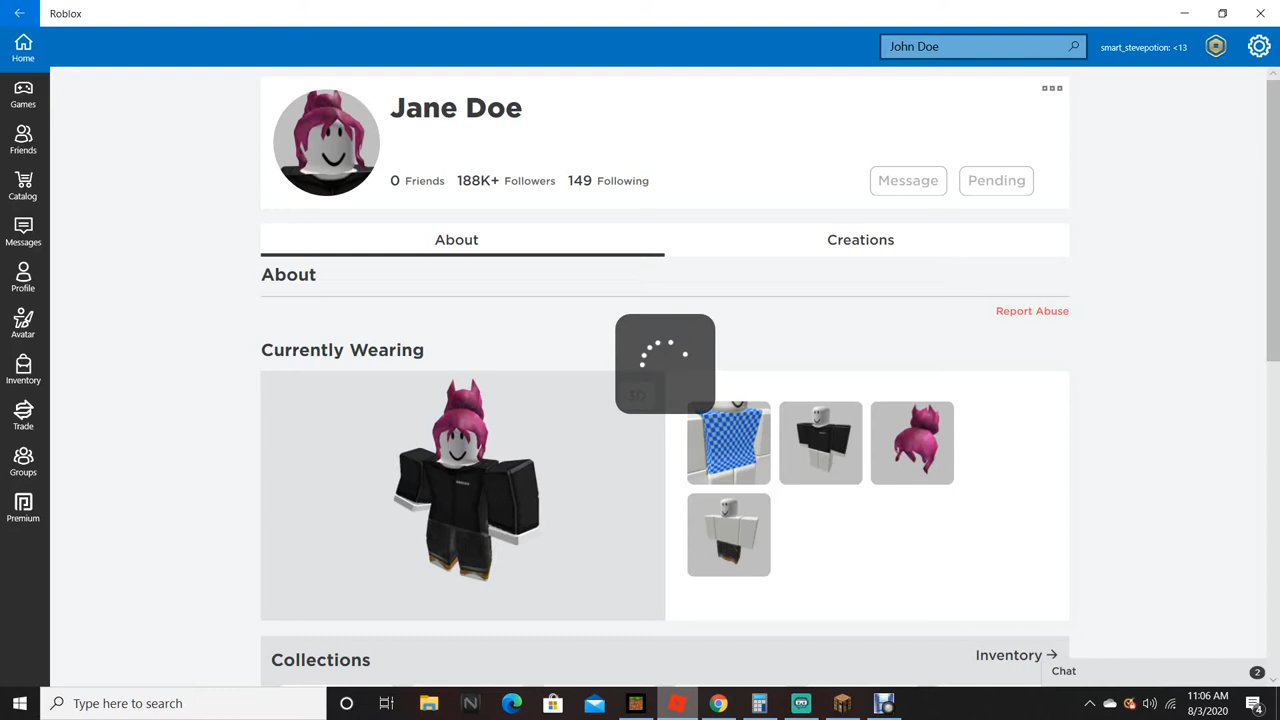 Roblox
Home
John Doe
smart_stevepotion: <13
Games
Friends
Catalog
Messages
Profile
Avatar
Inventory
Trade
Groups
Premium
Jane Doe
0 Friends 188K+ Followers 149 Following
Message Pending
About Creations
About
Report Abuse
Currently Wearing
3D
Collections
Inventory →
Chat 2
Type here to search
11:06 AM
8/3/2020
4